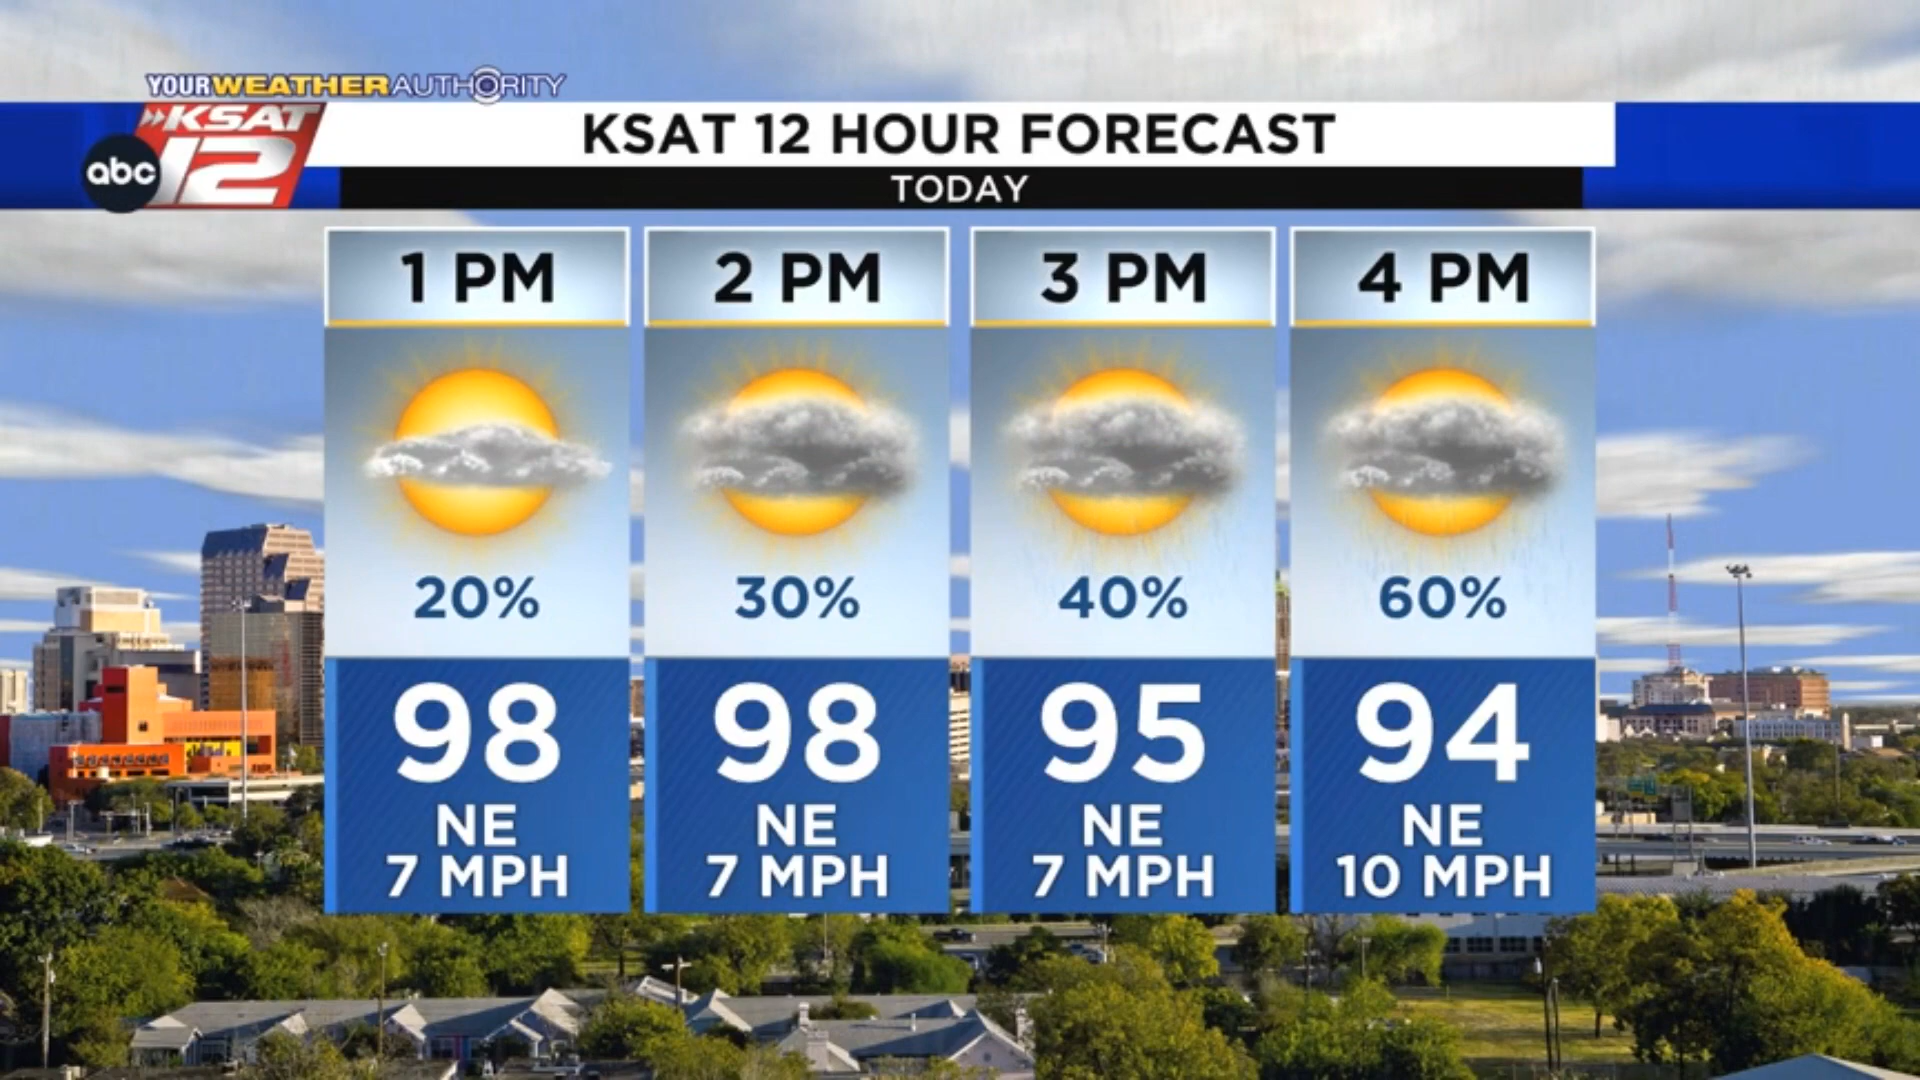 YOUR WEATHER AUTHORITY
KSAT
abc
12
KSAT 12 HOUR FORECAST
TODAY
1 PM
20%
98
NE
7 MPH
2 PM
30%
98
NE
7 MPH
3 PM
40%
95
NE
7 MPH
4 PM
60%
94
NE
10 MPH